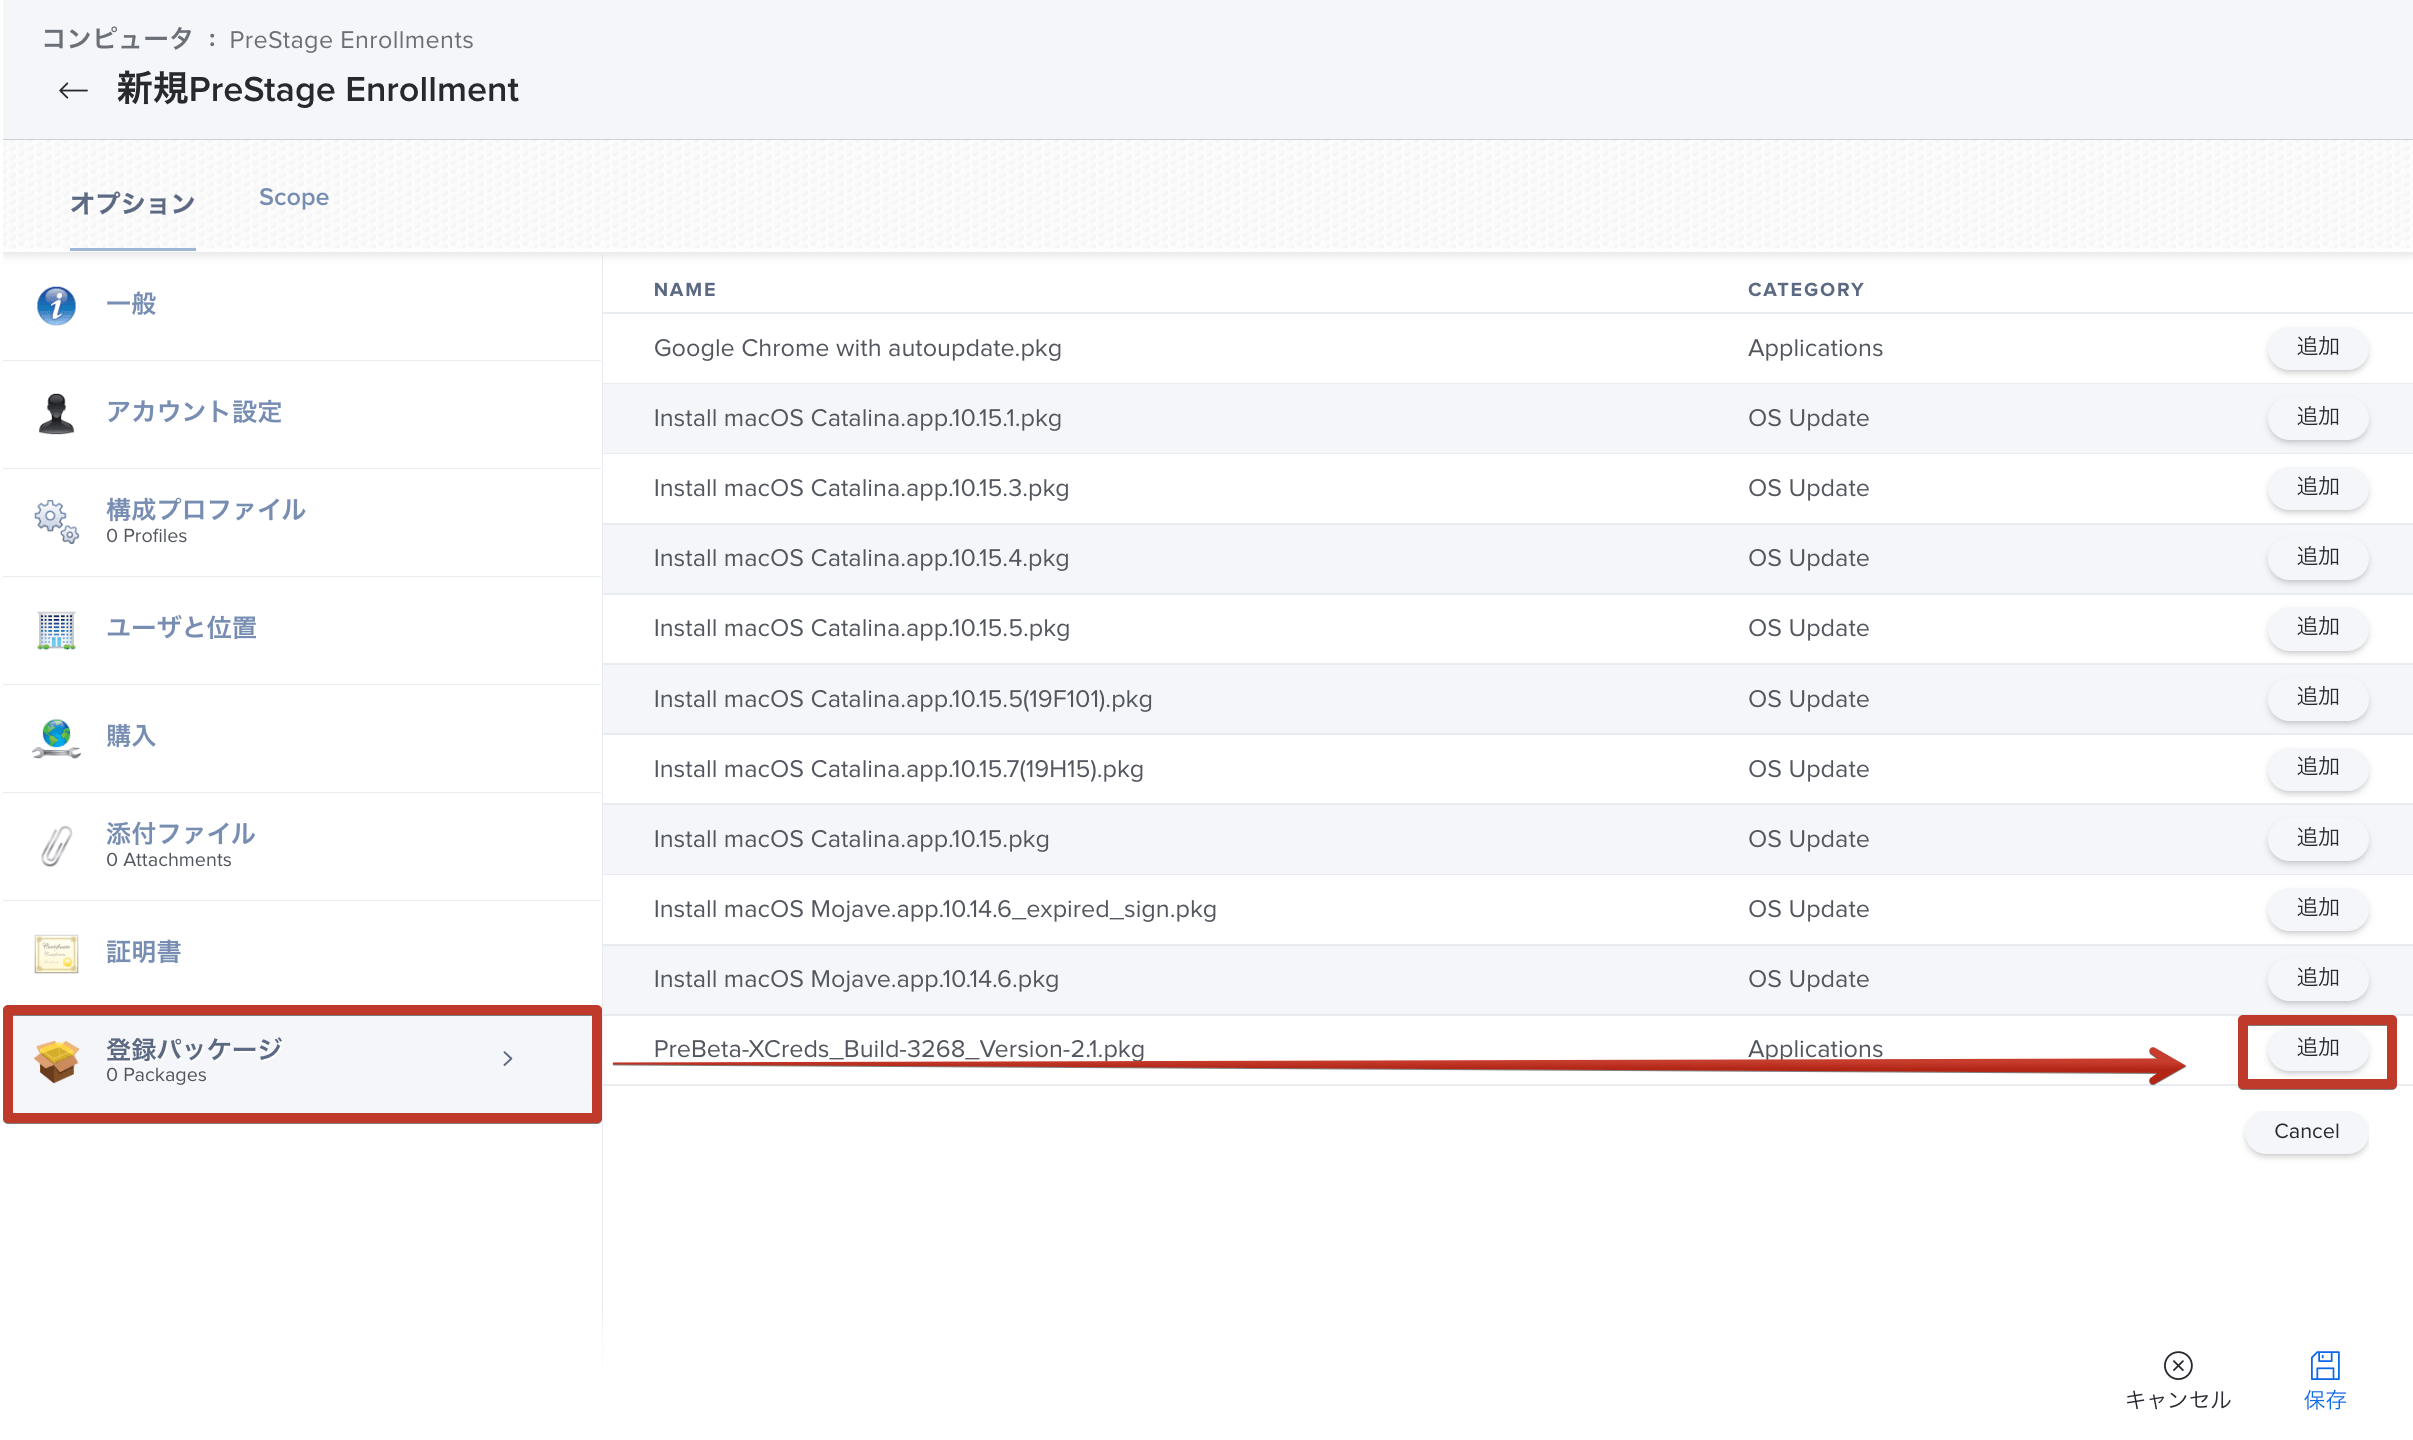 コンピュータ : PreStage Enrollments
← 新規PreStage Enrollment
オプション Scope
一般
アカウント設定
構成プロファイル
0 Profiles
ユーザと位置
購入
添付ファイル
0 Attachments
証明書
登録パッケージ
0 Packages
NAME CATEGORY
Google Chrome with autoupdate.pkg Applications 追加
Install macOS Catalina.app.10.15.1.pkg OS Update 追加
Install macOS Catalina.app.10.15.3.pkg OS Update 追加
Install macOS Catalina.app.10.15.4.pkg OS Update 追加
Install macOS Catalina.app.10.15.5.pkg OS Update 追加
Install macOS Catalina.app.10.15.5(19F101).pkg OS Update 追加
Install macOS Catalina.app.10.15.7(19H15).pkg OS Update 追加
Install macOS Catalina.app.10.15.pkg OS Update 追加
Install macOS Mojave.app.10.14.6_expired_sign.pkg OS Update 追加
Install macOS Mojave.app.10.14.6.pkg OS Update 追加
PreBeta-XCreds_Build-3268_Version-2.1.pkg Applications 追加
Cancel
キャンセル 保存